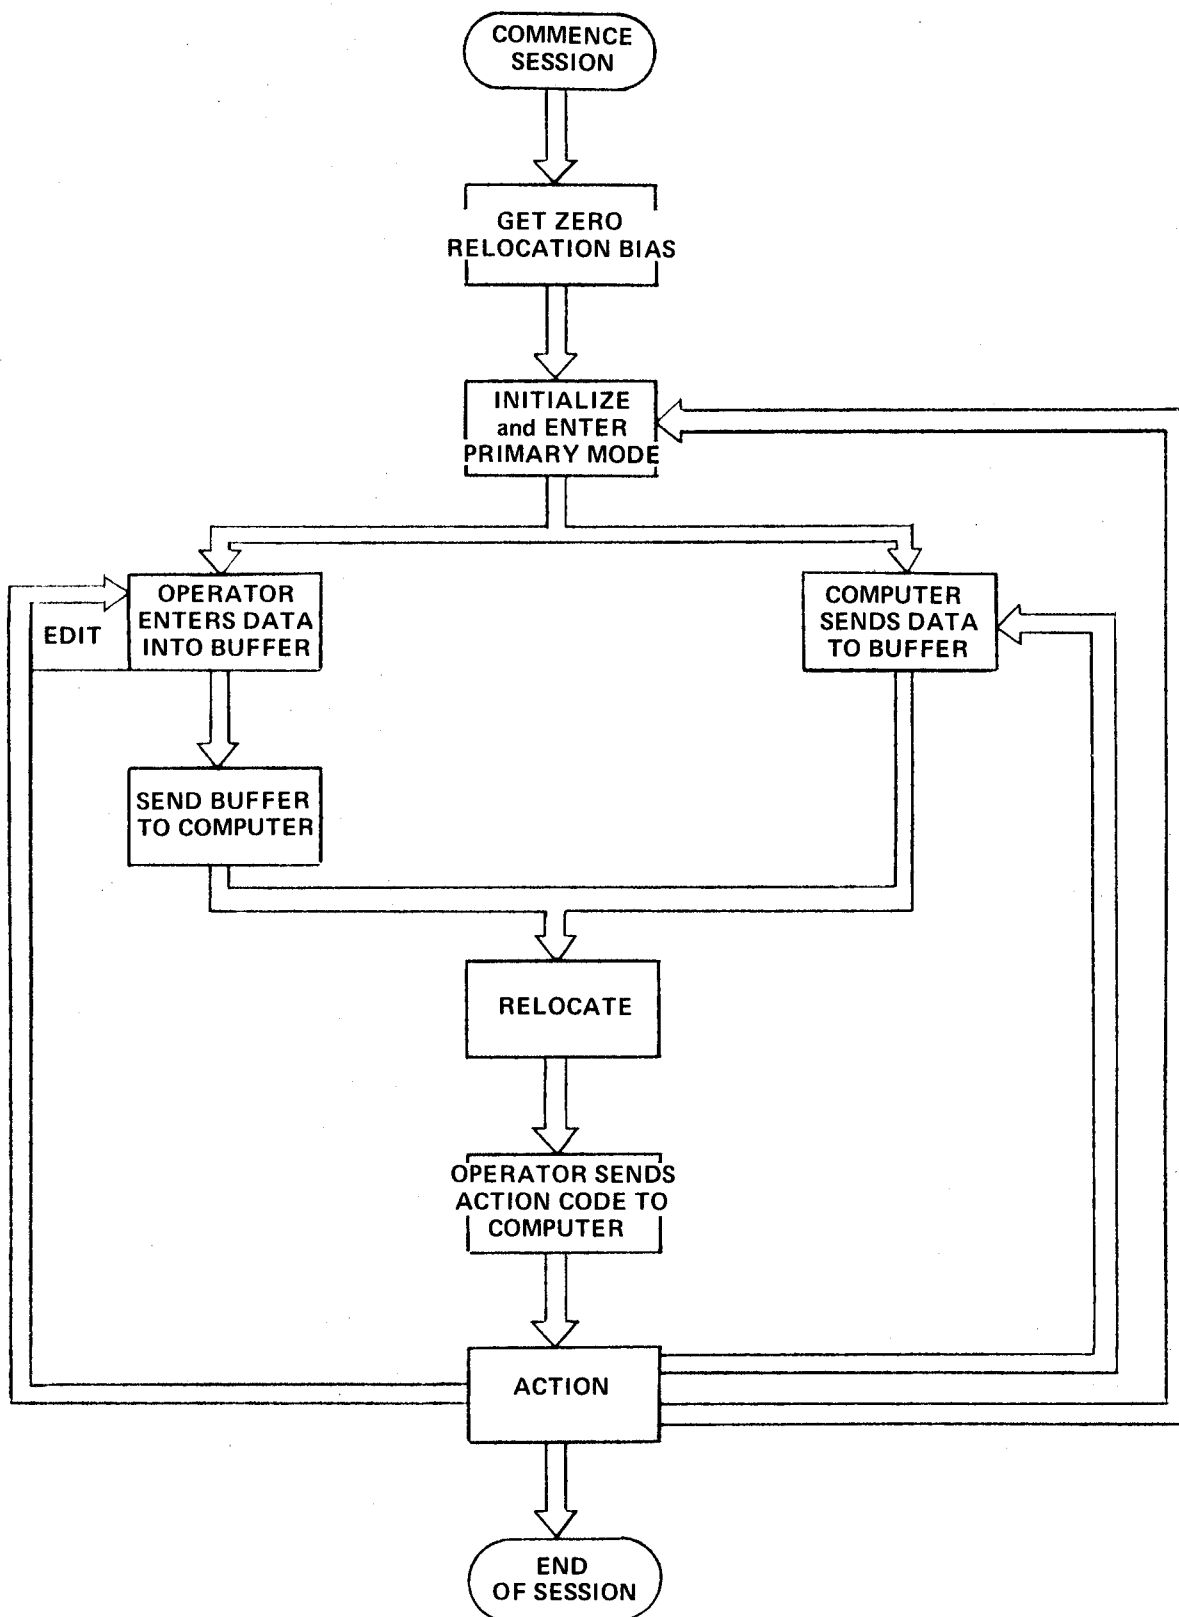 COMMENCE
SESSION
GET ZERO
RELOCATION BIAS
INITIALIZE
and ENTER
PRIMARY MODE
OPERATOR
ENTERS DATA
INTO BUFFER
EDIT
COMPUTER
SENDS DATA
TO BUFFER
SEND BUFFER
TO COMPUTER
RELOCATE
OPERATOR SENDS
ACTION CODE TO
COMPUTER
ACTION
END
OF SESSION